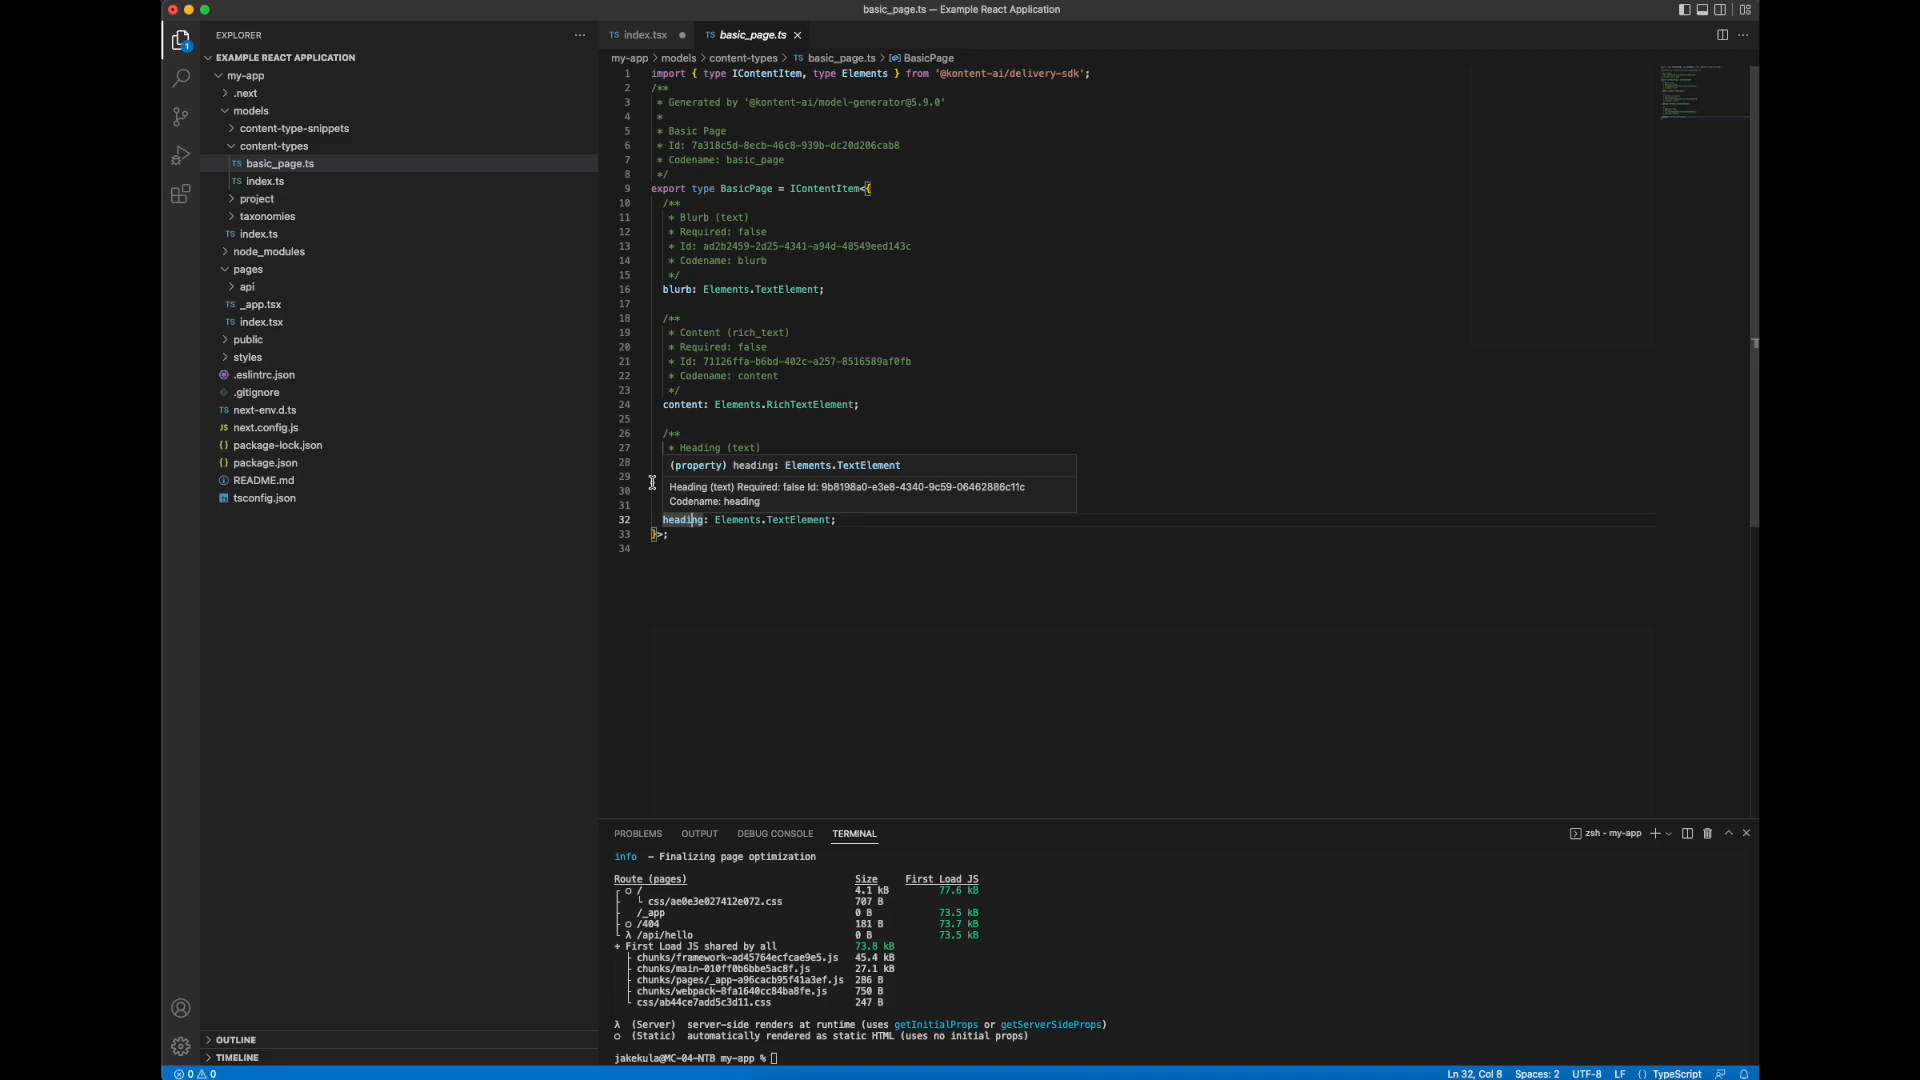 basic_page.ts — Example React Application
EXPLORER
EXAMPLE REACT APPLICATION
my-app
.next
models
content-type-snippets
content-types
TS basic_page.ts
TS index.ts
project
taxonomies
TS index.ts
node_modules
pages
api
TS _app.tsx
TS index.tsx
public
styles
.eslintrc.json
.gitignore
TS next-env.d.ts
JS next.config.js
{} package-lock.json
{} package.json
README.md
tsconfig.json
OUTLINE
TIMELINE
TS index.tsx
TS basic_page.ts
my-app > models > content-types > TS basic_page.ts > BasicPage
1 import { type IContentItem, type Elements } from '@kontent-ai/delivery-sdk';
2 /**
3 * Generated by '@kontent-ai/model-generator@5.9.0'
4 *
5 * Basic Page
6 * Id: 7a318c5d-8ecb-46c8-939b-dc20d206cab8
7 * Codename: basic_page
8 */
9 export type BasicPage = IContentItem<{
10 /**
11 * Blurb (text)
12 * Required: false
13 * Id: ad2b2459-2d25-4341-a94d-48549eed143c
14 * Codename: blurb
15 */
16 blurb: Elements.TextElement;
17
18 /**
19 * Content (rich_text)
20 * Required: false
21 * Id: 71126ffa-b6bd-402c-a257-8516589af0fb
22 * Codename: content
23 */
24 content: Elements.RichTextElement;
25
26 /**
27 * Heading (text)
28
29
30
31
(property) heading: Elements.TextElement
Heading (text) Required: false Id: 9b8198a0-e3e8-4340-9c59-06462886c11c
Codename: heading
32 heading: Elements.TextElement;
33 }>;
34
PROBLEMS OUTPUT DEBUG CONSOLE TERMINAL
zsh - my-app
info - Finalizing page optimization
Route (pages) Size First Load JS
┌ ○ / 4.1 kB 77.6 kB
├ └ css/ae0e3e027412e072.css 707 B
├ /_app 0 B 73.5 kB
├ ○ /404 181 B 73.7 kB
└ λ /api/hello 0 B 73.5 kB
+ First Load JS shared by all 73.8 kB
├ chunks/framework-ad45764ecfcae9e5.js 45.4 kB
├ chunks/main-010ff0b6bbe5ac8f.js 27.1 kB
├ chunks/pages/_app-a96cacb95f41a3ef.js 286 B
├ chunks/webpack-8fa1640cc84ba8fe.js 750 B
└ css/ab44ce7add5c3d11.css 247 B
λ (Server) server-side renders at runtime (uses getInitialProps or getServerSideProps)
○ (Static) automatically rendered as static HTML (uses no initial props)
jakekula@MC-04-NTB my-app %
0 0
Ln 32, Col 8 Spaces: 2 UTF-8 LF {} TypeScript
1